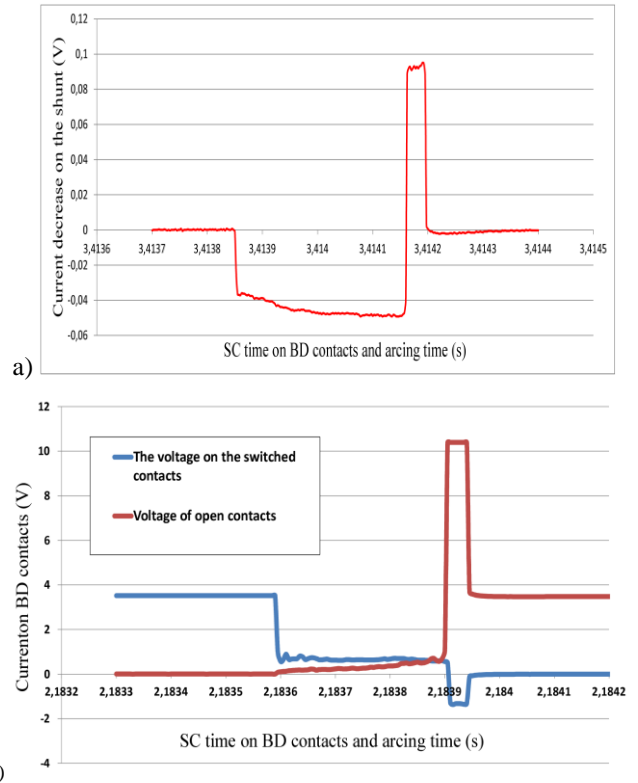 0,12
0,1
0,08
0,06
0,04
0,02
0
-0,02
-0,04
-0,06
Current decrease on the shunt (V)
3,4136 3,4137 3,4138 3,4139 3,414 3,4141 3,4142 3,4143 3,4144 3,4145
SC time on BD contacts and arcing time (s)
a)
12
10
8
6
4
2
0
-2
-4
Currenton BD contacts (V)
The voltage on the switched
contacts
Voltage of open contacts
2,1832 2,1833 2,1834 2,1835 2,1836 2,1837 2,1838 2,1839 2,184 2,1841 2,1842
SC time on BD contacts and arcing time (s)
)